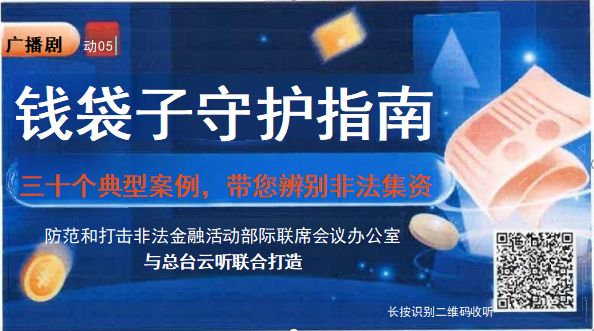 广播剧
动05
钱袋子守护指南
三十个典型案例，带您辨别非法集资
防范和打击非法金融活动部际联席会议办公室
与总台云听联合打造
长按识别二维码收听